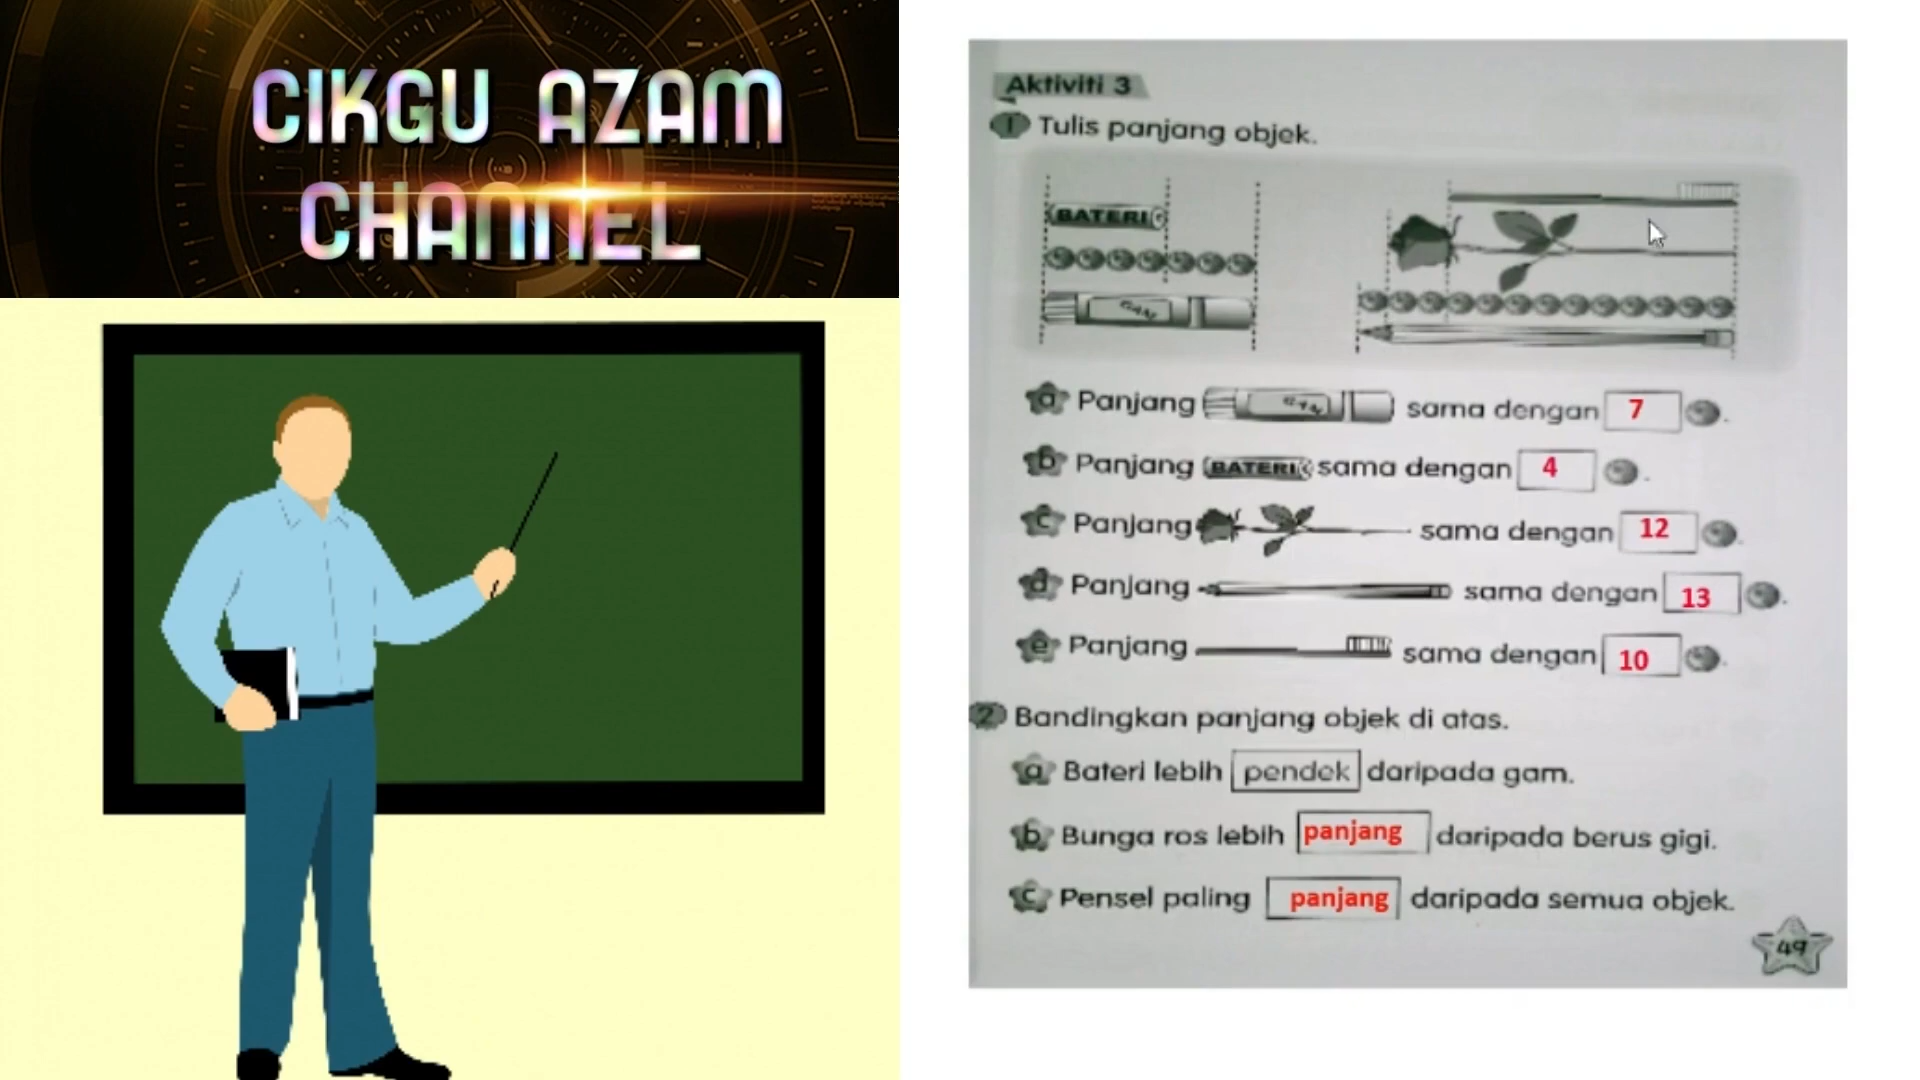 CIKGU AZAM
CHANNEL
Aktiviti 3
1 Tulis panjang objek.
BATERI
GAM
a Panjang GAM sama dengan 7 .
b Panjang BATERI sama dengan 4 .
c Panjang sama dengan 12 .
d Panjang sama dengan 13 .
e Panjang sama dengan 10 .
2 Bandingkan panjang objek di atas.
a Bateri lebih pendek daripada gam.
b Bunga ros lebih panjang daripada berus gigi.
c Pensel paling panjang daripada semua objek.
49